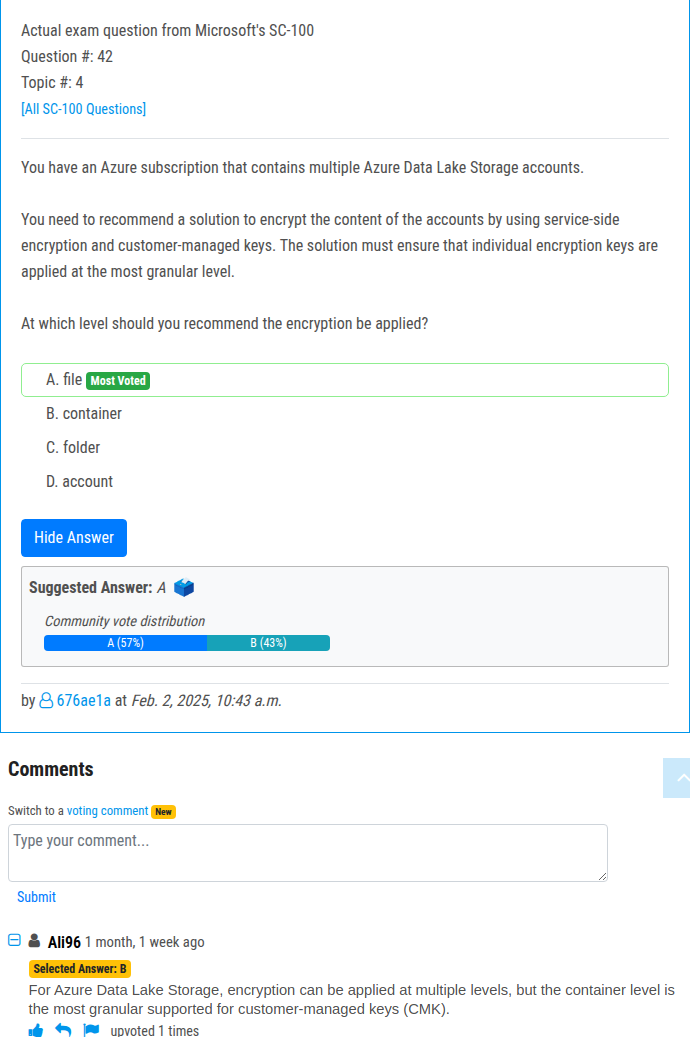 Actual exam question from Microsoft's SC-100
Question #: 42
Topic #: 4
[All SC-100 Questions]
You have an Azure subscription that contains multiple Azure Data Lake Storage accounts.
You need to recommend a solution to encrypt the content of the accounts by using service-side
encryption and customer-managed keys. The solution must ensure that individual encryption keys are
applied at the most granular level.
At which level should you recommend the encryption be applied?
A. file Most Voted
B. container
C. folder
D. account
Hide Answer
Suggested Answer: A
Community vote distribution
A (57%) B (43%)
by 676ae1a at Feb. 2, 2025, 10:43 a.m.
Comments
Switch to a voting comment New
Type your comment...
Submit
Ali96 1 month, 1 week ago
Selected Answer: B
For Azure Data Lake Storage, encryption can be applied at multiple levels, but the container level is
the most granular supported for customer-managed keys (CMK).
upvoted 1 times